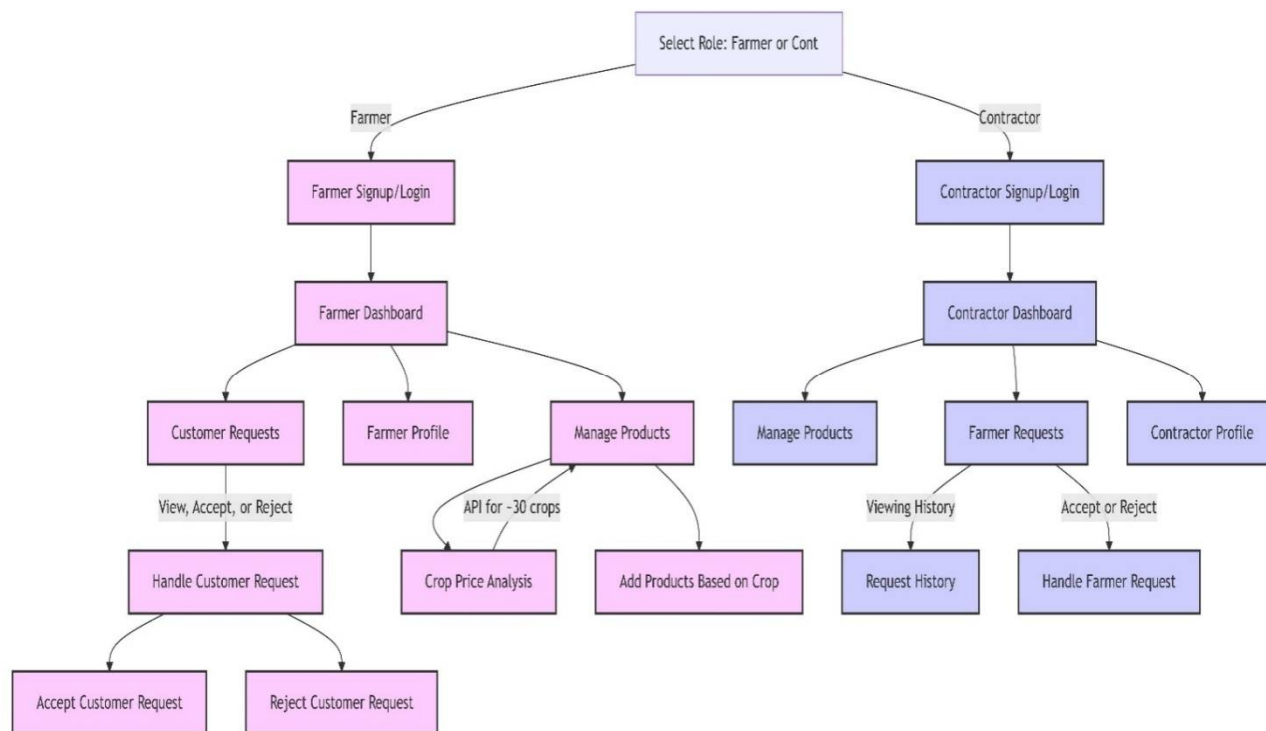 Select Role: Farmer or Cont
Farmer
Contractor
Farmer Signup/Login
Contractor Signup/Login
Farmer Dashboard
Contractor Dashboard
Customer Requests
Farmer Profile
Manage Products
Manage Products
Farmer Requests
Contractor Profile
View, Accept, or Reject
API for ~30 crops
Viewing History
Accept or Reject
Handle Customer Request
Crop Price Analysis
Add Products Based on Crop
Request History
Handle Farmer Request
Accept Customer Request
Reject Customer Request